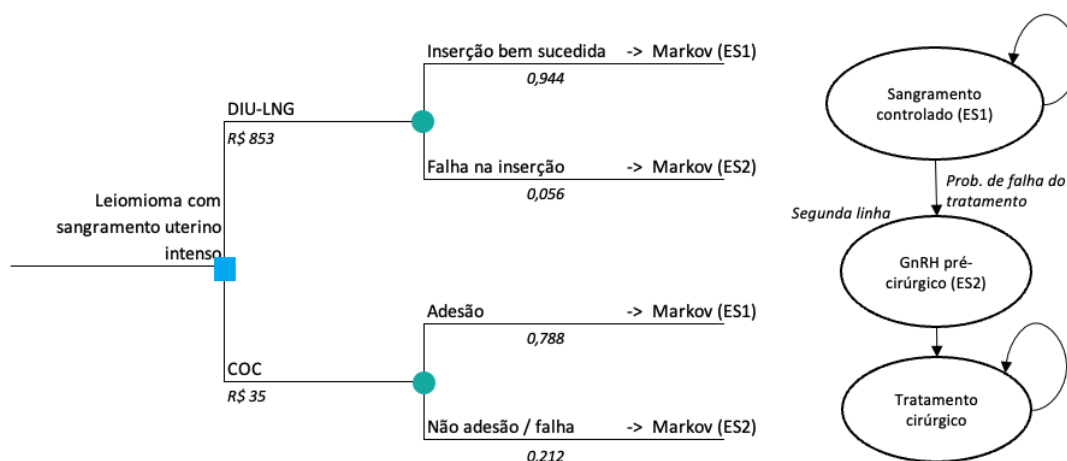 Inserção bem sucedida -> Markov (ES1)
0,944
DIU-LNG
R$ 853
Falha na inserção -> Markov (ES2)
0,056
Leiomioma com
sangramento uterino
intenso
Adesão -> Markov (ES1)
0,788
COC
R$ 35
Não adesão / falha -> Markov (ES2)
0,212
Sangramento
controlado (ES1)
Prob. de falha do
tratamento
Segunda linha
GnRH pré-
cirúrgico (ES2)
Tratamento
cirúrgico